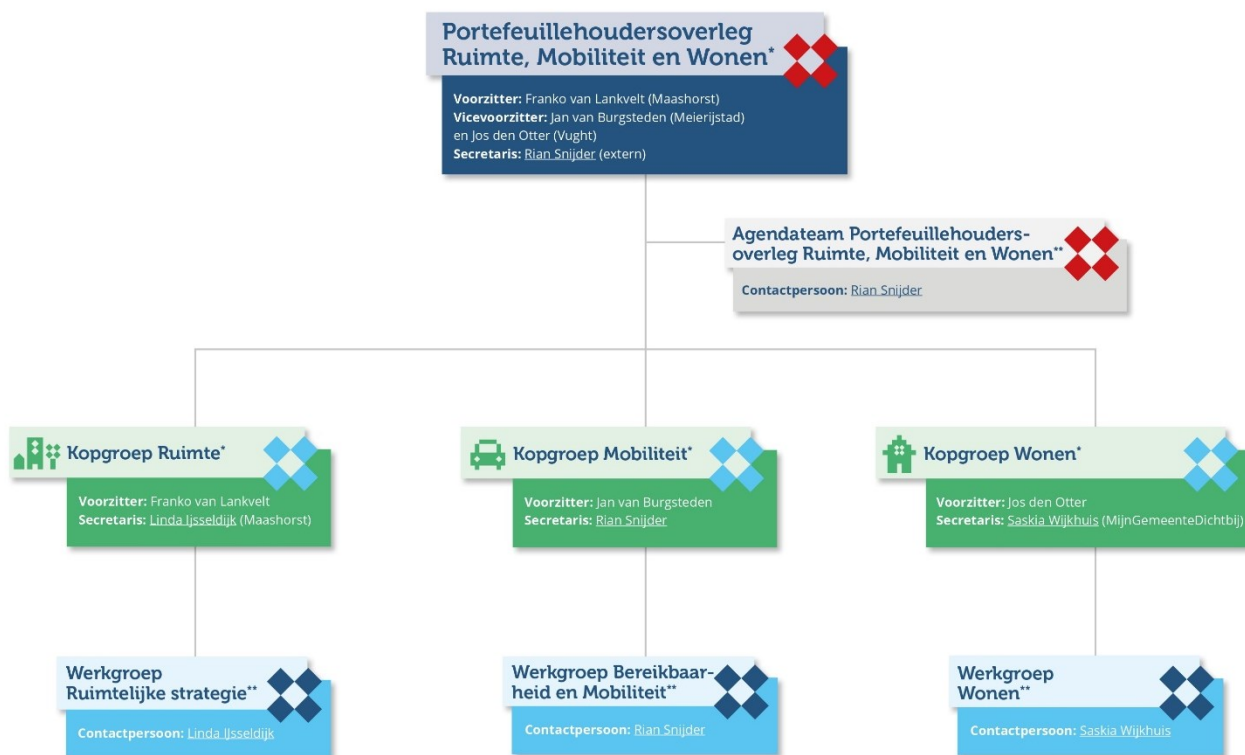 Portefeuillehoudersoverleg
Ruimte, Mobiliteit en Wonen*
Voorzitter: Franko van Lankvelt (Maashorst)
Vicevoorzitter: Jan van Burgsteden (Meierijstad)
en Jos den Otter (Vught)
Secretaris: Rian Snijder (extern)
Agendateam Portefeuillehouders-
overleg Ruimte, Mobiliteit en Wonen**
Contactpersoon: Rian Snijder
Kopgroep Ruimte*
Voorzitter: Franko van Lankvelt
Secretaris: Linda Ijsseldijk (Maashorst)
Kopgroep Mobiliteit*
Voorzitter: Jan van Burgsteden
Secretaris: Rian Snijder
Kopgroep Wonen*
Voorzitter: Jos den Otter
Secretaris: Saskia Wijkhuis (MijnGemeenteDichtbij)
Werkgroep
Ruimtelijke strategie**
Contactpersoon: Linda IJsseldijk
Werkgroep Bereikbaar-
heid en Mobiliteit**
Contactpersoon: Rian Snijder
Werkgroep
Wonen**
Contactpersoon: Saskia Wijkhuis